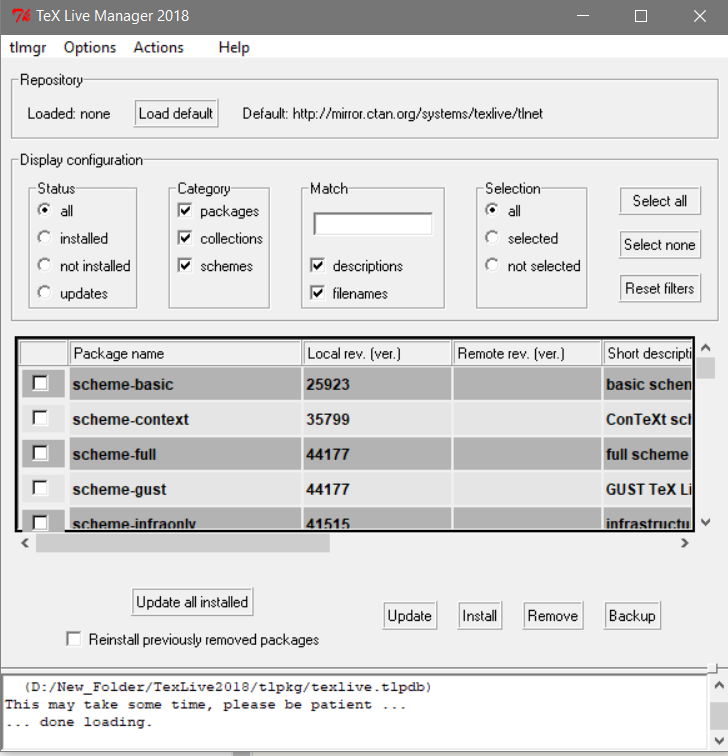 TeX Live Manager 2018
tlmgr Options Actions Help
Repository
Loaded: none Load default Default: http://mirror.ctan.org/systems/texlive/tlnet
Display configuration
Status Category Match Selection
all packages all Select all
installed collections selected Select none
not installed schemes descriptions not selected
updates filenames Reset filters
Package name Local rev. (ver.) Remote rev. (ver.) Short descripti
scheme-basic 25923 basic schem
scheme-context 35799 ConTeXt sch
scheme-full 44177 full scheme
scheme-gust 44177 GUST TeX Li
scheme-infraonly 41515 infrastructu
Update all installed
Update Install Remove Backup
Reinstall previously removed packages
(D:/New_Folder/TexLive2018/tlpkg/texlive.tlpdb)
This may take some time, please be patient ...
... done loading.